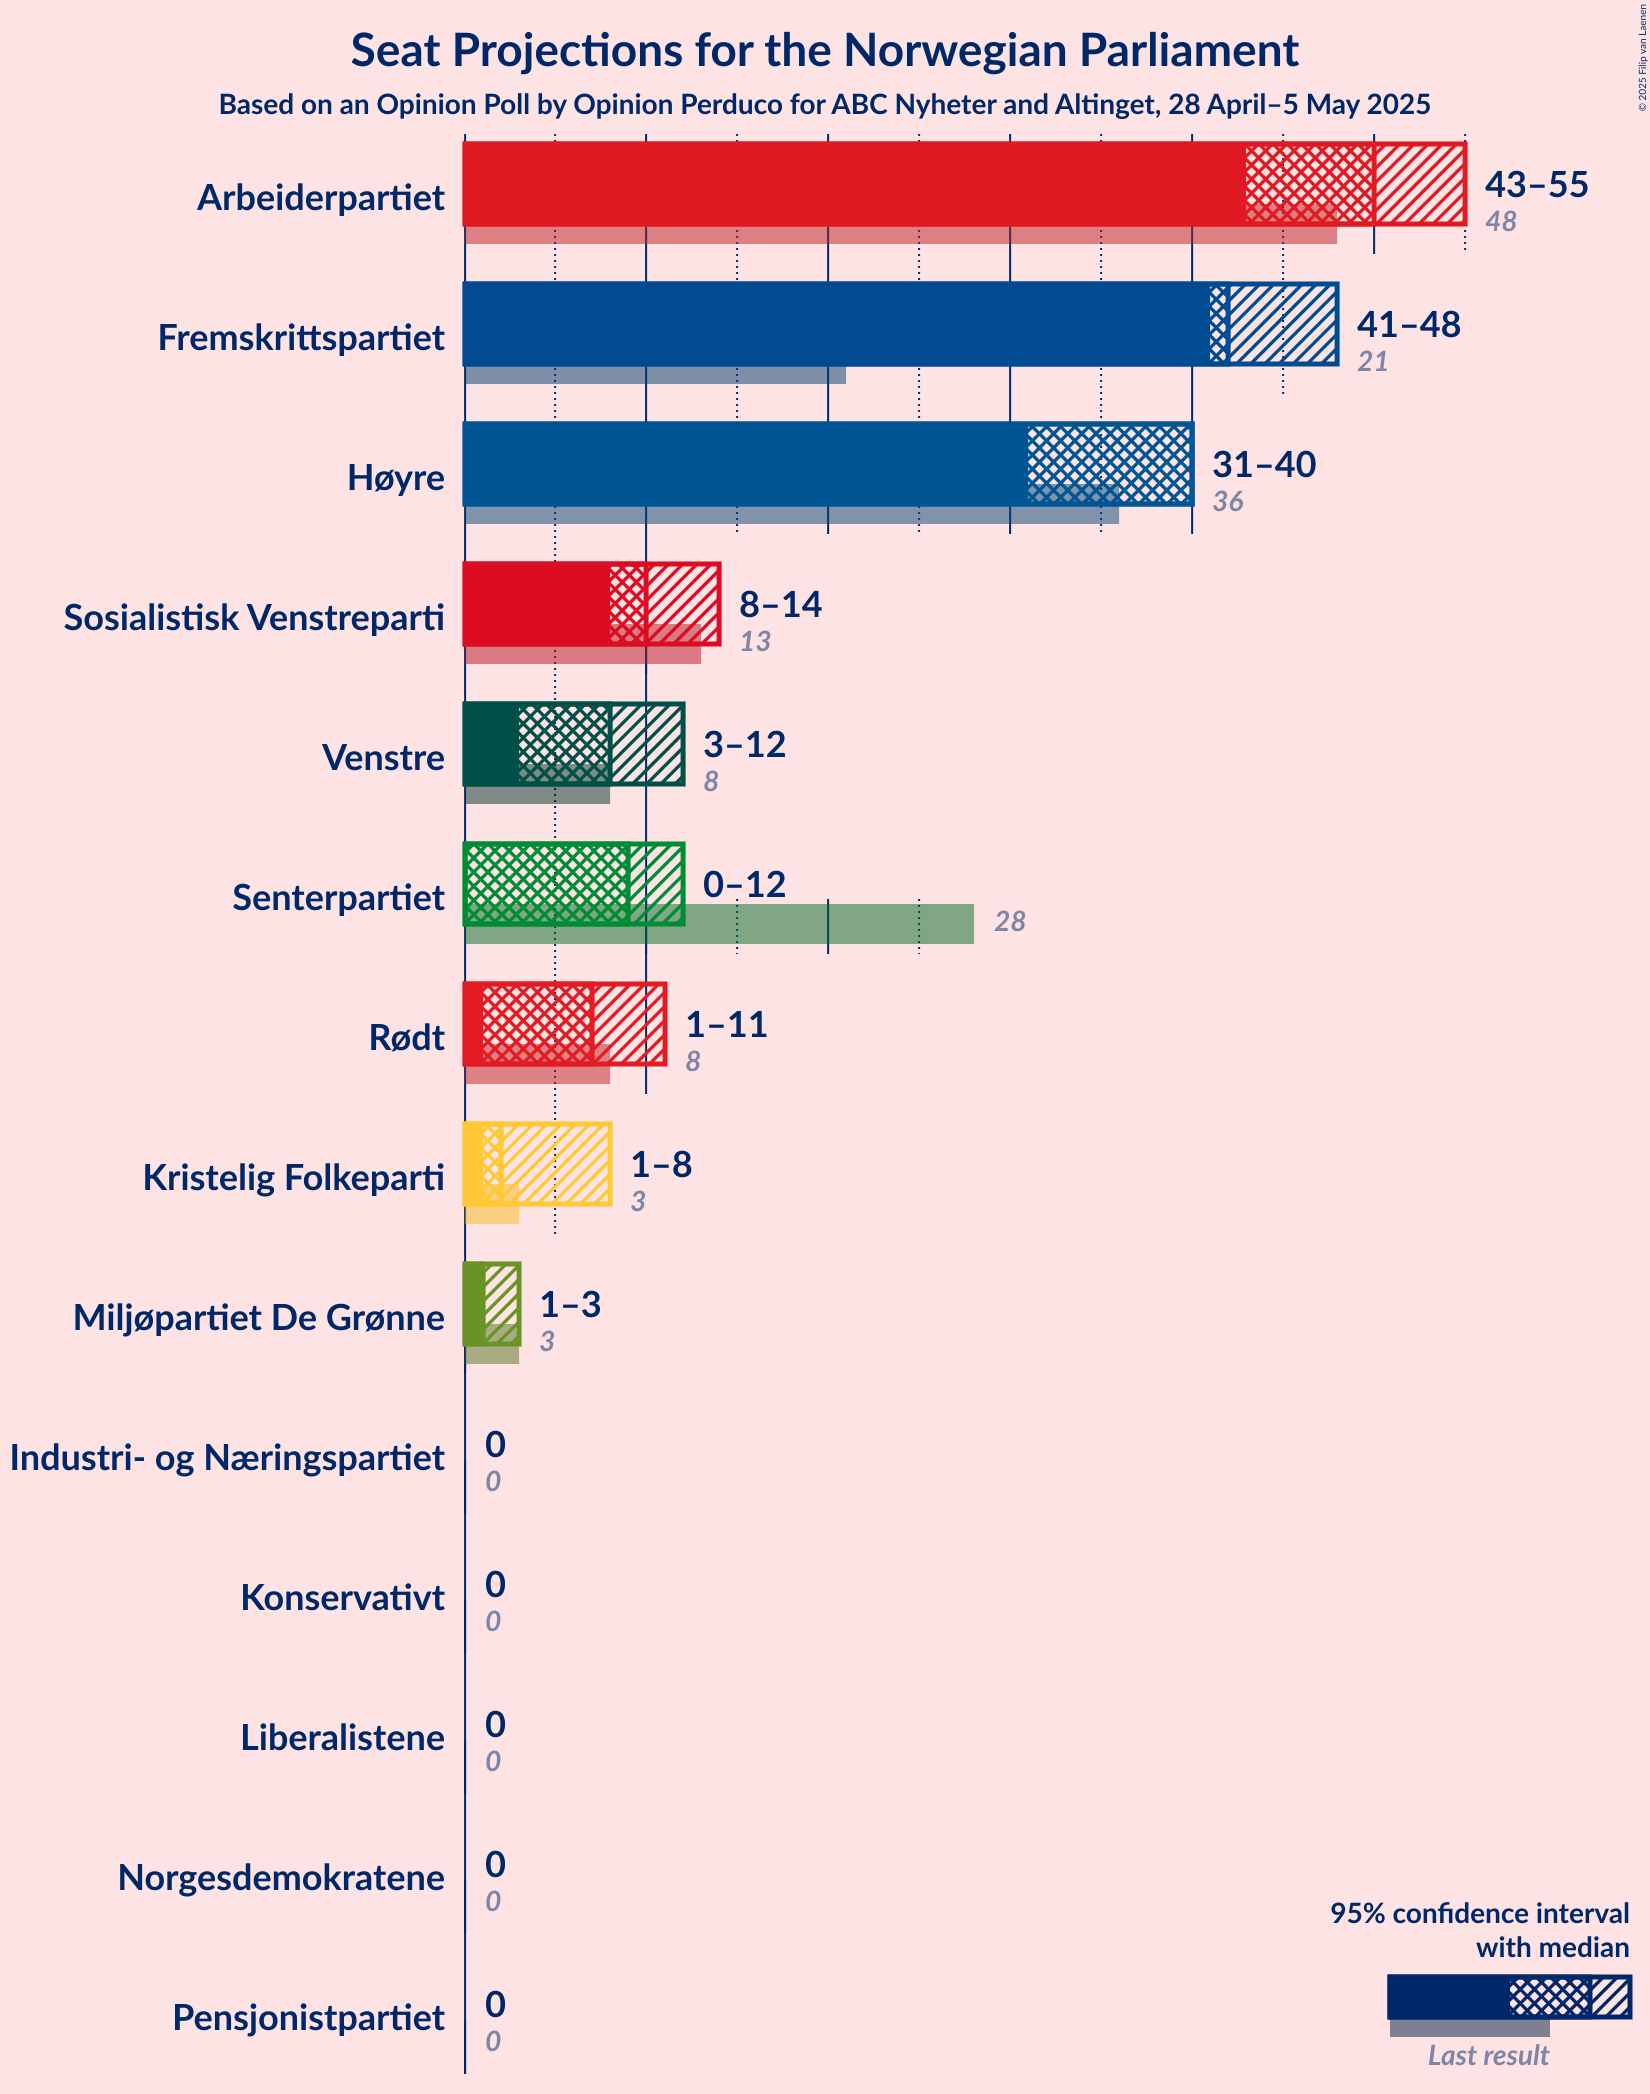 Seat Projections for the Norwegian Parliament
Based on an Opinion Poll by Opinion Perduco for ABC Nyheter and Altinget, 28 April–5 May 2025
© 2025 Filip van Laenen
Arbeiderpartiet
43–55
48
Fremskrittspartiet
41–48
21
Høyre
31–40
36
Sosialistisk Venstreparti
8–14
13
Venstre
3–12
8
Senterpartiet
0–12
28
Rødt
1–11
8
Kristelig Folkeparti
1–8
3
Miljøpartiet De Grønne
1–3
3
Industri- og Næringspartiet
0
0
Konservativt
0
0
Liberalistene
0
0
Norgesdemokratene
0
0
Pensjonistpartiet
0
0
95% confidence interval
with median
Last result